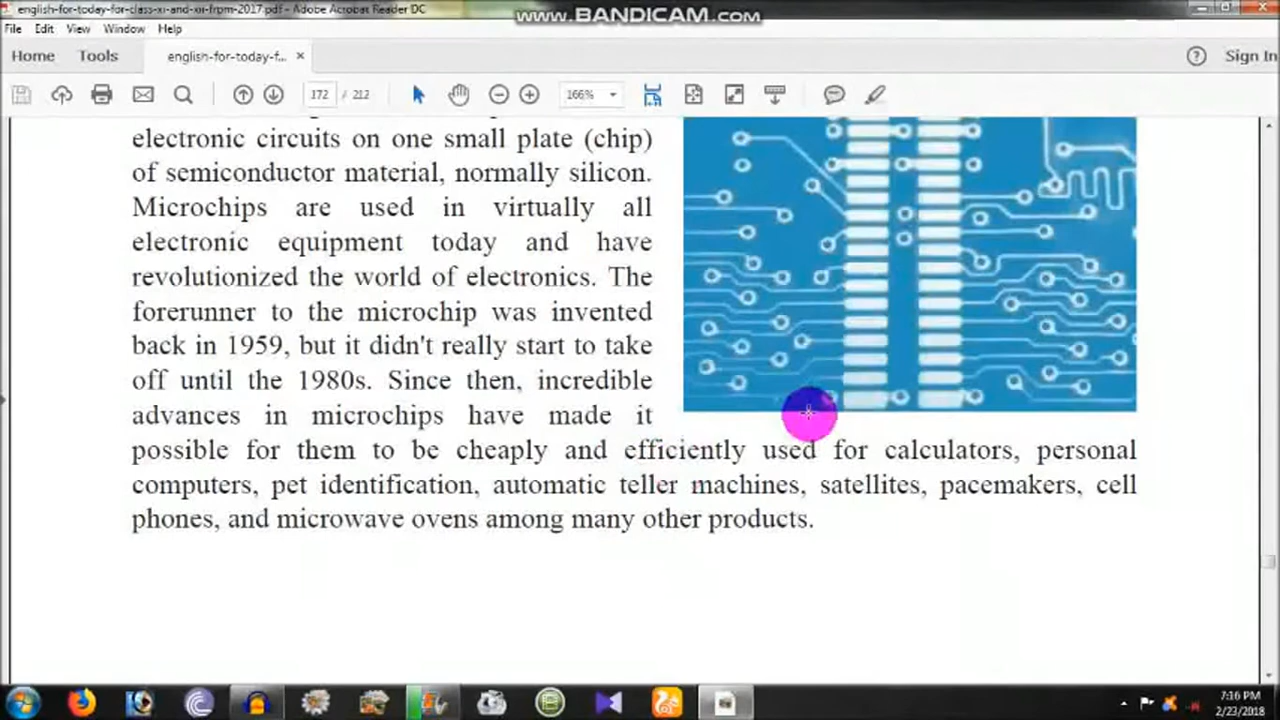 english-for-today-for-class-xi-and-xii-frpm-2017.pdf - Adobe Acrobat Reader DC
www.BANDICAM.com
File Edit View Window Help
Home Tools english-for-today-f... × Sign In
172 / 212 166%
electronic circuits on one small plate (chip)
of semiconductor material, normally silicon.
Microchips are used in virtually all
electronic equipment today and have
revolutionized the world of electronics. The
forerunner to the microchip was invented
back in 1959, but it didn't really start to take
off until the 1980s. Since then, incredible
advances in microchips have made it
possible for them to be cheaply and efficiently used for calculators, personal
computers, pet identification, automatic teller machines, satellites, pacemakers, cell
phones, and microwave ovens among many other products.
7:16 PM
2/23/2018